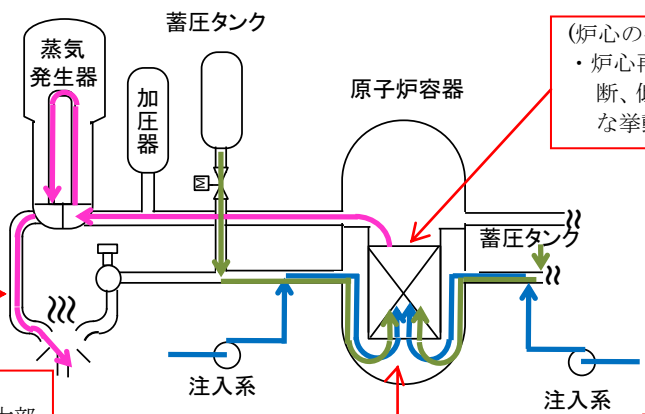 蓄圧タンク
蒸気
発生器
加
圧
器
M
原子炉容器
(炉心の
・炉心再
断、
な挙
蓄圧タンク
注入系
注入系